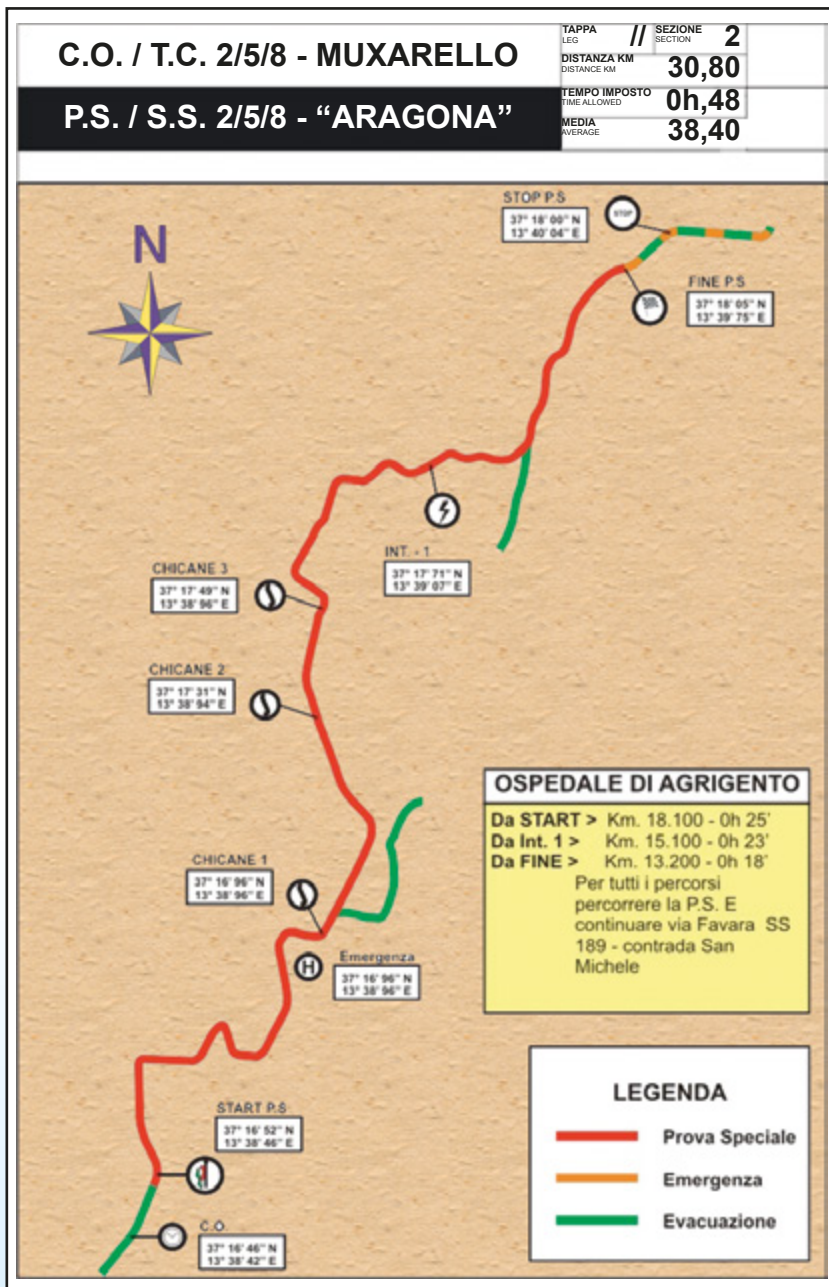 C.O. / T.C. 2/5/8 - MUXARELLO
P.S. / S.S. 2/5/8 - “ARAGONA”
TAPPA // SEZIONE 2
LEG SECTION
DISTANZA KM 30,80
DISTANCE KM
TEMPO IMPOSTO 0h,48
TIME ALLOWED
MEDIA 38,40
AVERAGE
N
STOP P.S
37° 18' 00" N
13° 40' 04" E
STOP
FINE P.S
37° 18' 05" N
13° 39' 75" E
INT. - 1
37° 17' 71" N
13° 39' 07" E
CHICANE 3
37° 17' 49" N
13° 38' 96" E
CHICANE 2
37° 17' 31" N
13° 38' 94" E
CHICANE 1
37° 16' 96" N
13° 38' 96" E
H
Emergenza
37° 16' 96" N
13° 38' 96" E
START P.S
37° 16' 52" N
13° 38' 46" E
C.O.
37° 16' 46" N
13° 38' 42" E
OSPEDALE DI AGRIGENTO
Da START > Km. 18.100 - 0h 25'
Da Int. 1 > Km. 15.100 - 0h 23'
Da FINE > Km. 13.200 - 0h 18'
Per tutti i percorsi
percorrere la P.S. E
continuare via Favara SS
189 - contrada San
Michele
LEGENDA
Prova Speciale
Emergenza
Evacuazione